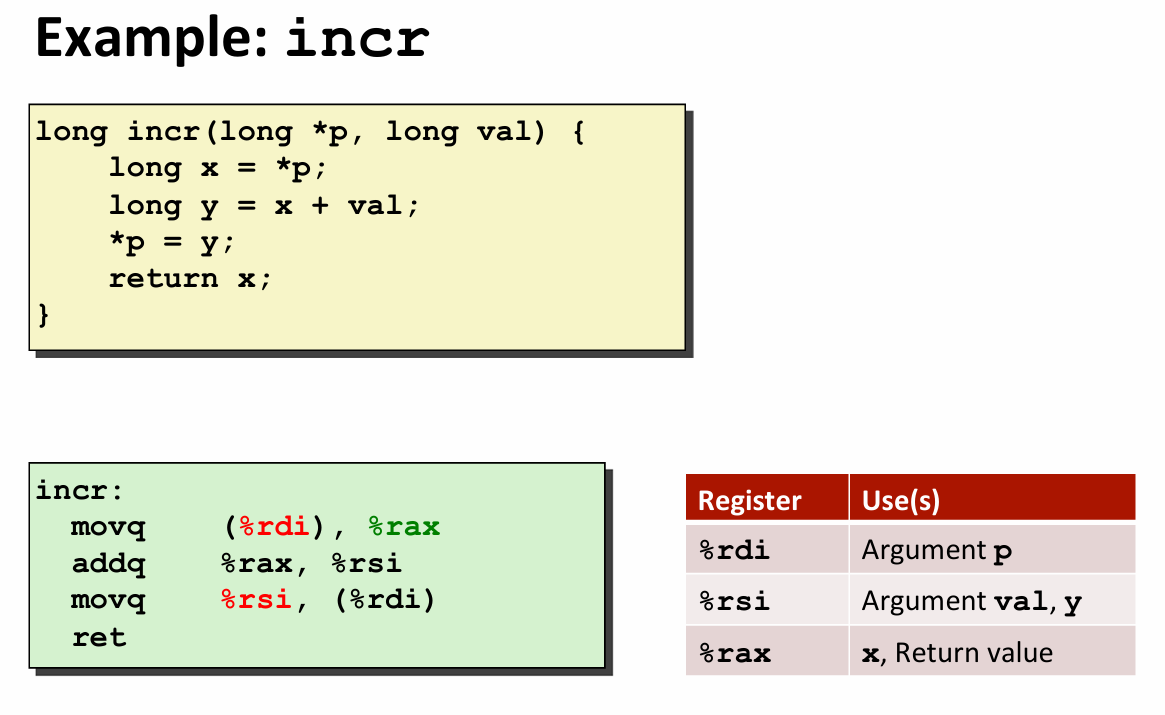 Example: incr
long incr(long *p, long val) {
    long x = *p;
    long y = x + val;
    *p = y;
    return x;
}
incr:
  movq    (%rdi), %rax
  addq    %rax, %rsi
  movq    %rsi, (%rdi)
  ret
Register Use(s)
%rdi Argument p
%rsi Argument val, y
%rax x, Return value